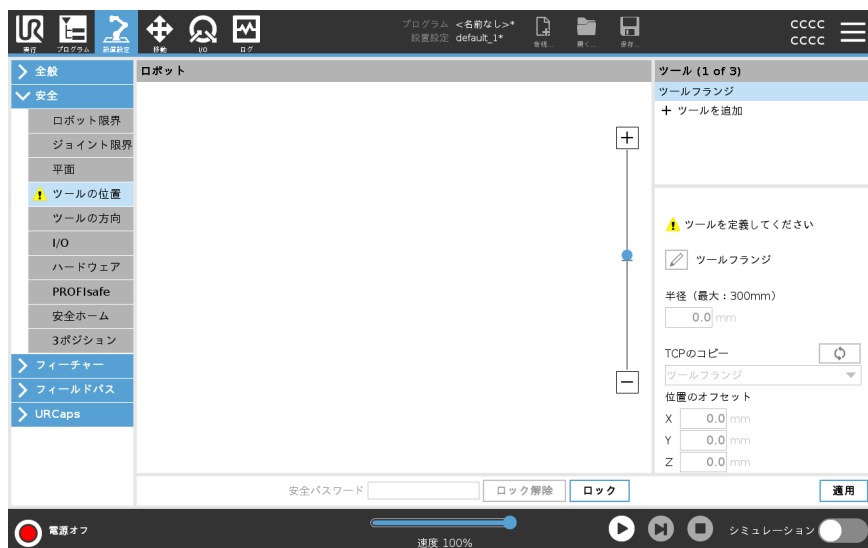 実行 プログラム 設置設定 移動 I/O ログ
プログラム <名前なし>*
設置設定 default_1*
新規... 開く... 保存...
CCCC
CCCC
全般
安全
ロボット限界
ジョイント限界
平面
ツールの位置
ツールの方向
I/O
ハードウェア
PROFIsafe
安全ホーム
3ポジション
フィーチャー
フィールドバス
URCaps
ロボット
ツール (1 of 3)
ツールフランジ
+ ツールを追加
ツールを定義してください
ツールフランジ
半径（最大：300mm）
0.0 mm
TCPのコピー
ツールフランジ
位置のオフセット
X 0.0 mm
Y 0.0 mm
Z 0.0 mm
安全パスワード ロック解除 ロック 適用
電源オフ
速度 100%
シミュレーション